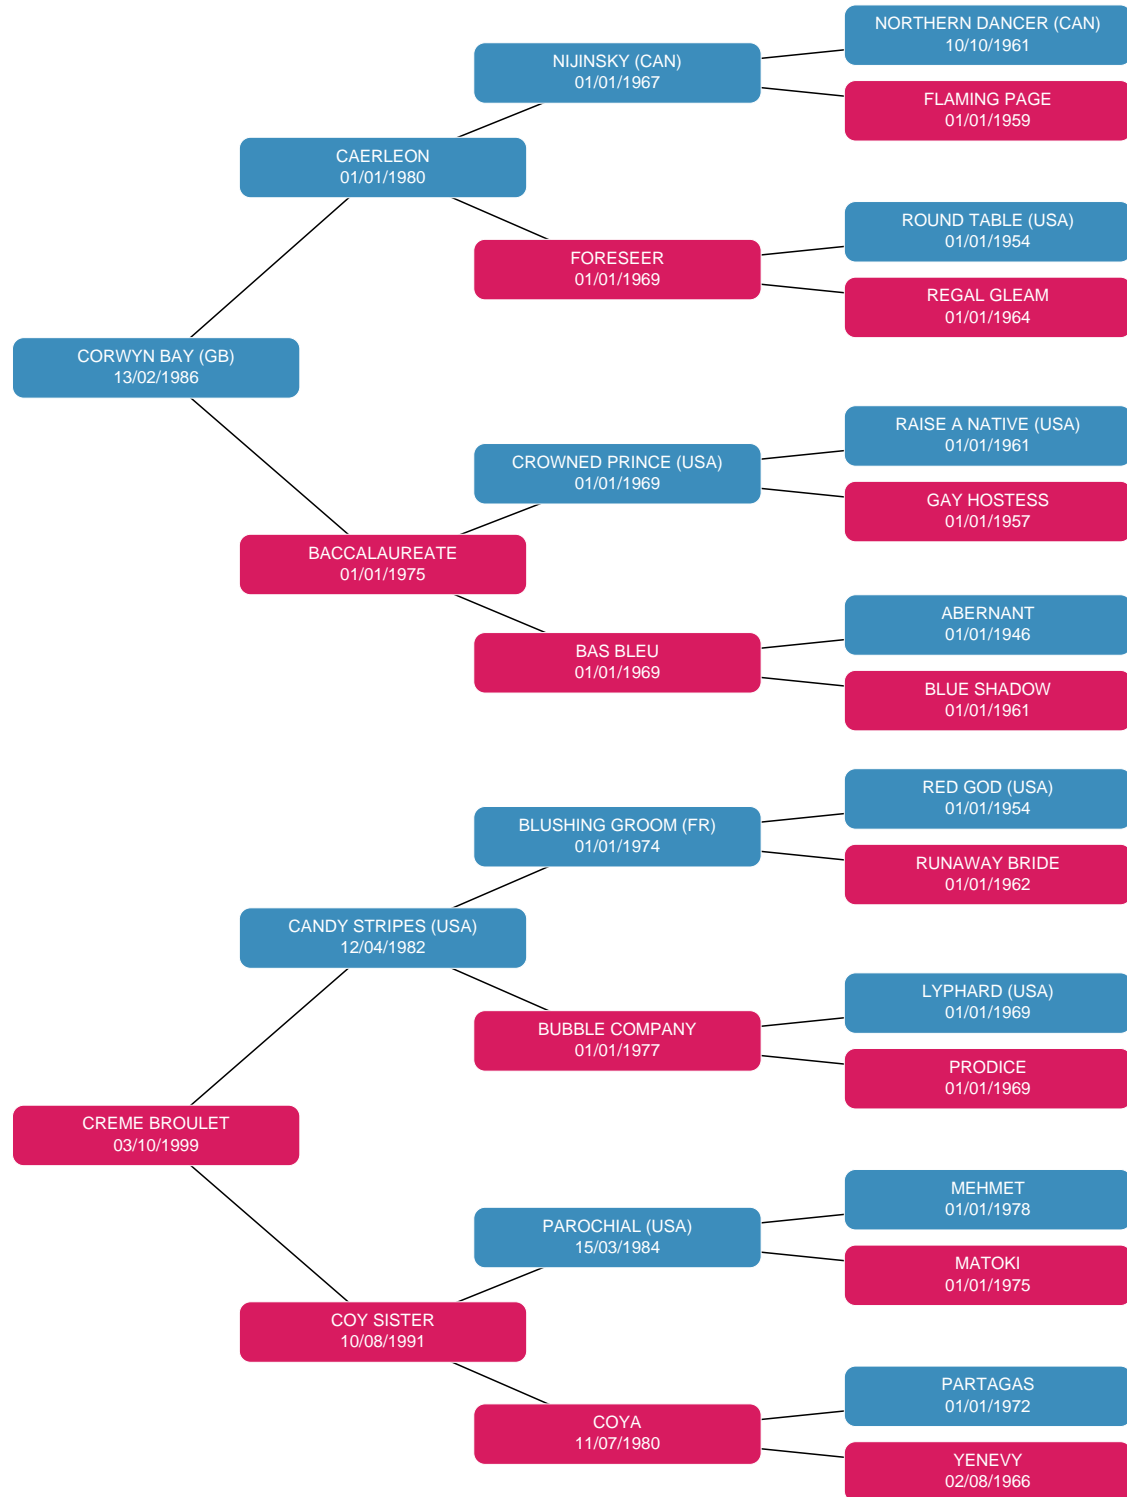 NORTHERN DANCER (CAN)
10/10/1961
NIJINSKY (CAN)
01/01/1967
FLAMING PAGE
01/01/1959
CAERLEON
01/01/1980
ROUND TABLE (USA)
01/01/1954
FORESEER
01/01/1969
REGAL GLEAM
01/01/1964
CORWYN BAY (GB)
13/02/1986
RAISE A NATIVE (USA)
01/01/1961
CROWNED PRINCE (USA)
01/01/1969
GAY HOSTESS
01/01/1957
BACCALAUREATE
01/01/1975
ABERNANT
01/01/1946
BAS BLEU
01/01/1969
BLUE SHADOW
01/01/1961
RED GOD (USA)
01/01/1954
BLUSHING GROOM (FR)
01/01/1974
RUNAWAY BRIDE
01/01/1962
CANDY STRIPES (USA)
12/04/1982
LYPHARD (USA)
01/01/1969
BUBBLE COMPANY
01/01/1977
PRODICE
01/01/1969
CREME BROULET
03/10/1999
MEHMET
01/01/1978
PAROCHIAL (USA)
15/03/1984
MATOKI
01/01/1975
COY SISTER
10/08/1991
PARTAGAS
01/01/1972
COYA
11/07/1980
YENEVY
02/08/1966